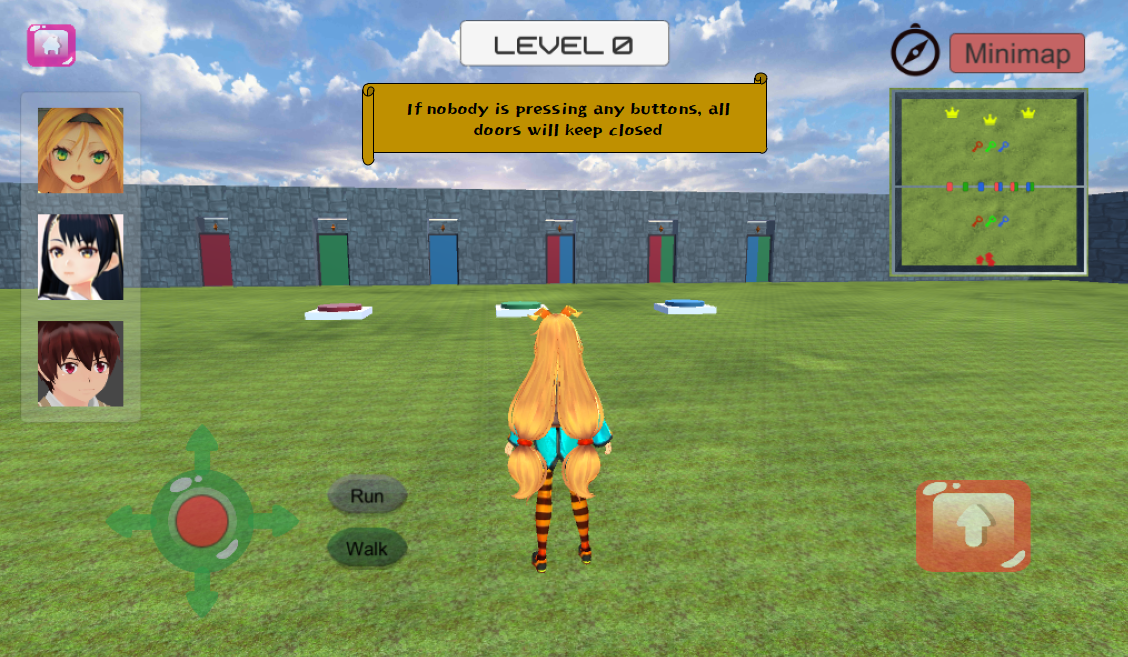 LEVEL 0
Minimap
If nobody is pressing any buttons, all
doors will keep closed
Run
Walk